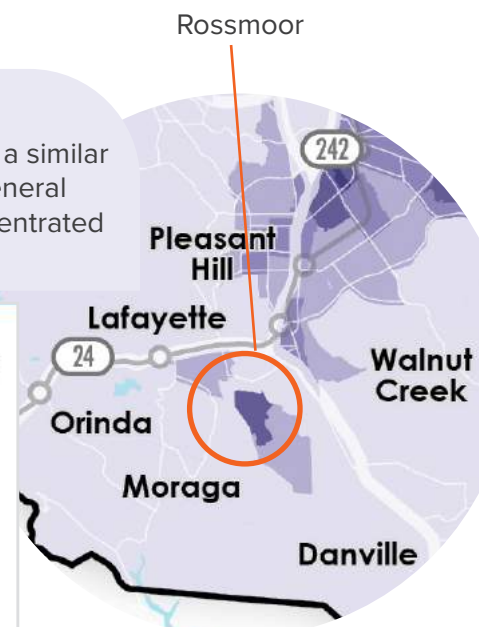 Rossmoor
a similar
eneral
entrated
242
Pleasant
Hill
Lafayette
24
Walnut
Creek
Orinda
Moraga
Danville